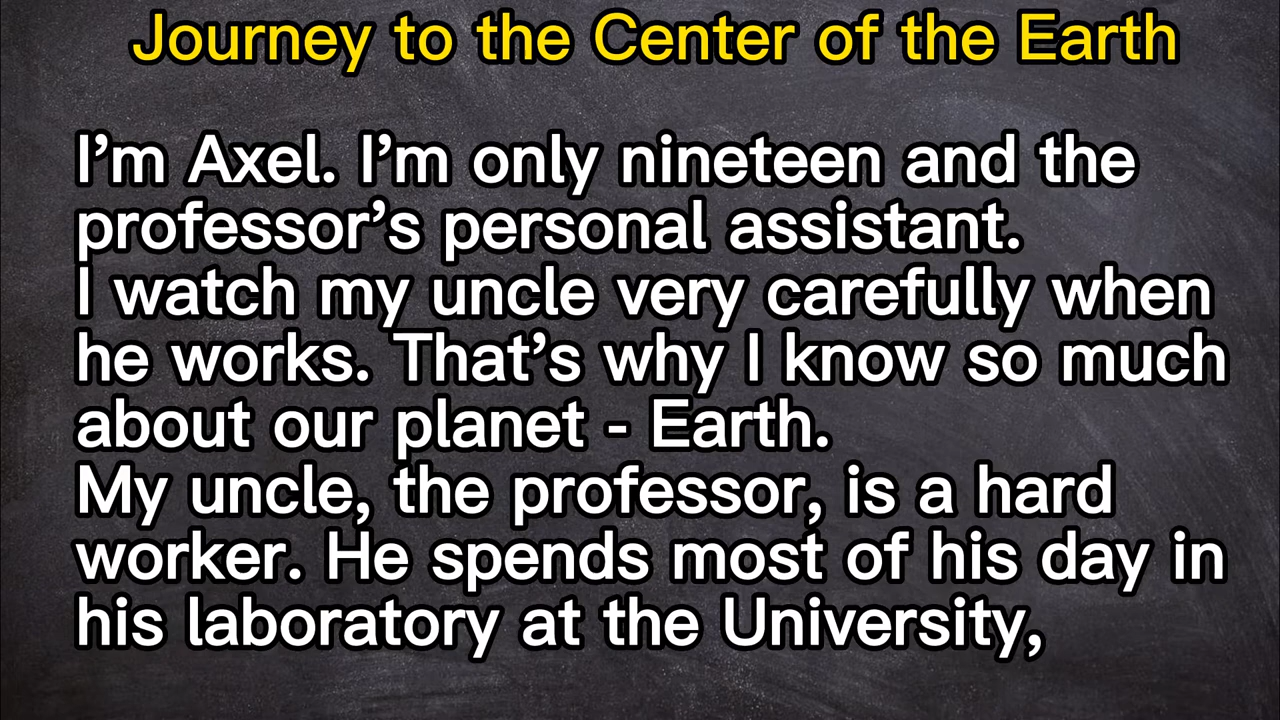 Journey to the Center of the Earth
I’m Axel. I’m only nineteen and the
professor’s personal assistant.
I watch my uncle very carefully when
he works. That’s why I know so much
about our planet - Earth.
My uncle, the professor, is a hard
worker. He spends most of his day in
his laboratory at the University,